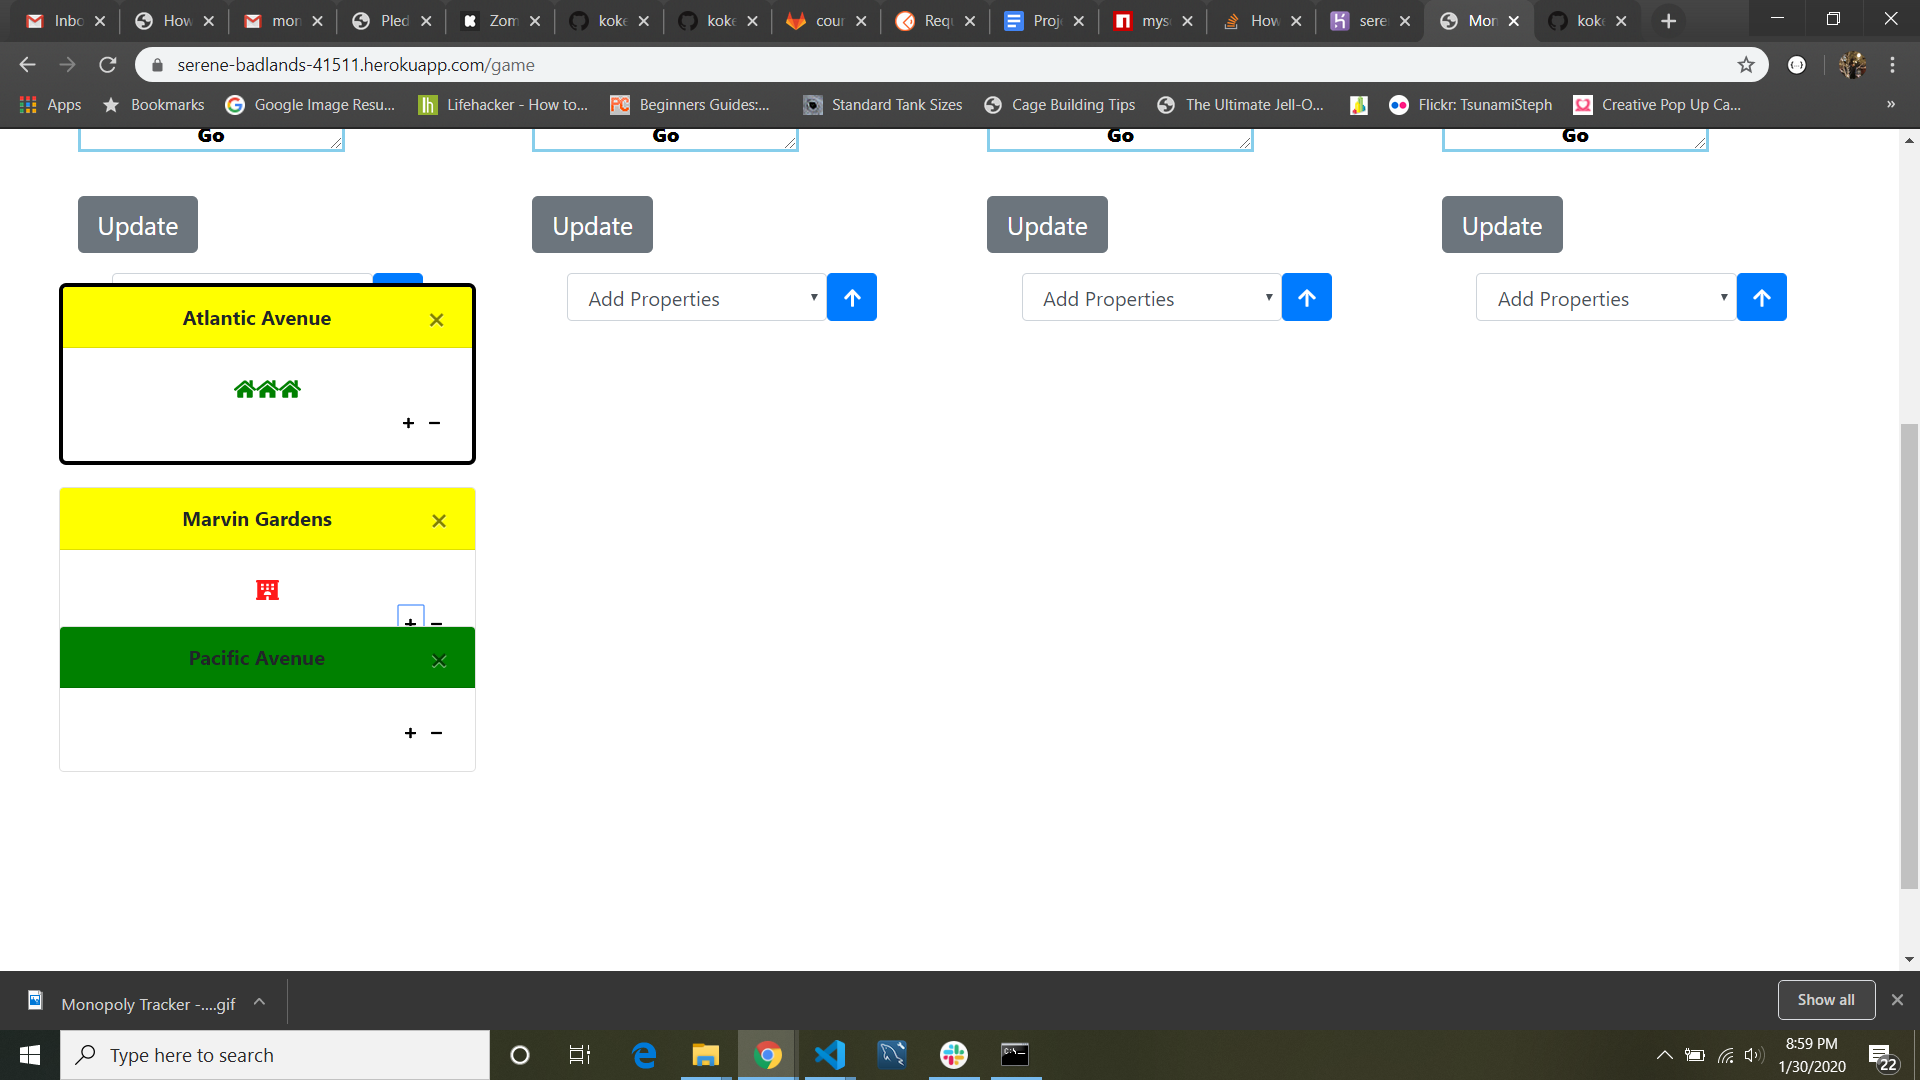 Inbo How mon Pled Zom koke koke cour Requ Proje mysq How seren Mon koke
serene-badlands-41511.herokuapp.com/game
Apps Bookmarks Google Image Resu... Lifehacker - How to... Beginners Guides:... Standard Tank Sizes Cage Building Tips The Ultimate Jell-O... Flickr: TsunamiSteph Creative Pop Up Ca... »
Go Go Go Go
Update Update Update Update
Add Properties Add Properties Add Properties
Atlantic Avenue ×
+ −
Marvin Gardens ×
+ −
Pacific Avenue ×
+ −
Monopoly Tracker -....gif Show all
Type here to search
8:59 PM
1/30/2020
22